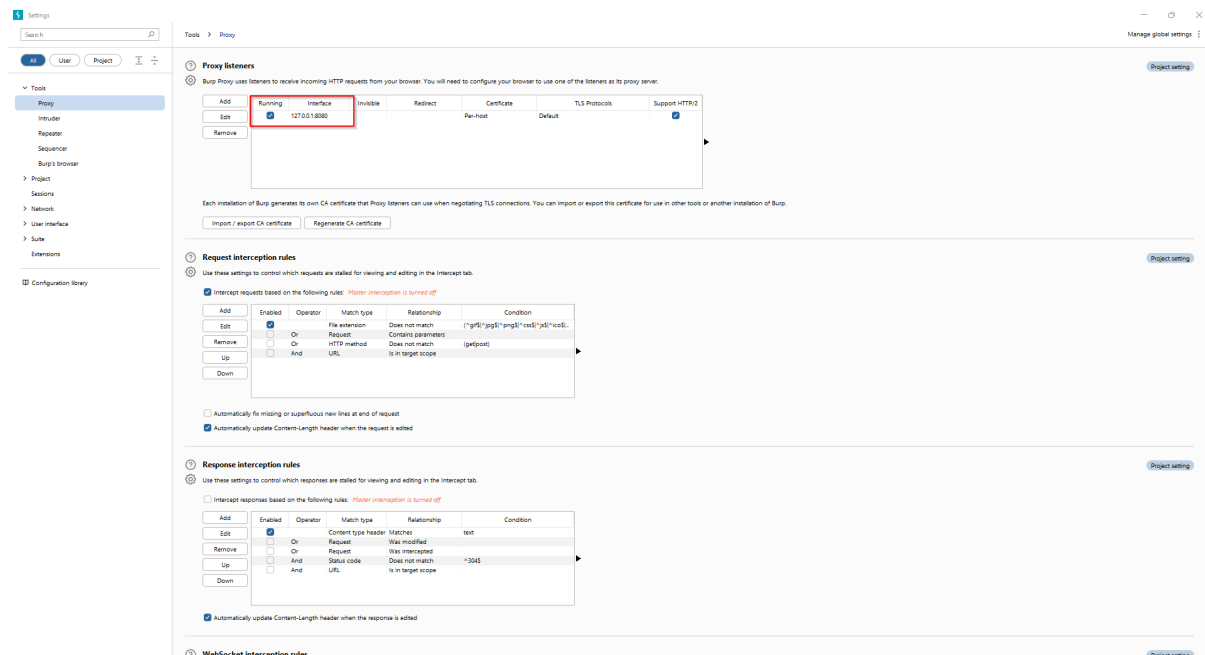 Settings
Search
Tools > Proxy
Manage global settings
All User Project
Tools
Proxy
Intruder
Repeater
Sequencer
Burp's browser
Project
Sessions
Network
User interface
Suite
Extensions
Configuration library
Proxy listeners
Project setting
Burp Proxy uses listeners to receive incoming HTTP requests from your browser. You will need to configure your browser to use one of the listeners as its proxy server.
Add
Edit
Remove
Running Interface Invisible Redirect Certificate TLS Protocols Support HTTP/2
127.0.0.1:8080 Per-host Default
Each installation of Burp generates its own CA certificate that Proxy listeners can use when negotiating TLS connections. You can import or export this certificate for use in other tools or another installation of Burp.
Import / export CA certificate Regenerate CA certificate
Request interception rules
Project setting
Use these settings to control which requests are stalled for viewing and editing in the Intercept tab.
Intercept requests based on the following rules: Master interception is turned off
Add
Edit
Remove
Up
Down
Enabled Operator Match type Relationship Condition
File extension Does not match (^gif$|^jpg$|^png$|^css$|^js$|^ico$|...
Or Request Contains parameters
Or HTTP method Does not match (get|post)
And URL Is in target scope
Automatically fix missing or superfluous new lines at end of request
Automatically update Content-Length header when the request is edited
Response interception rules
Project setting
Use these settings to control which responses are stalled for viewing and editing in the Intercept tab.
Intercept responses based on the following rules: Master interception is turned off
Add
Edit
Remove
Up
Down
Enabled Operator Match type Relationship Condition
Content type header Matches text
Or Request Was modified
Or Request Was intercepted
And Status code Does not match ^304$
And URL Is in target scope
Automatically update Content-Length header when the response is edited
WebSocket interception rules
Project setting